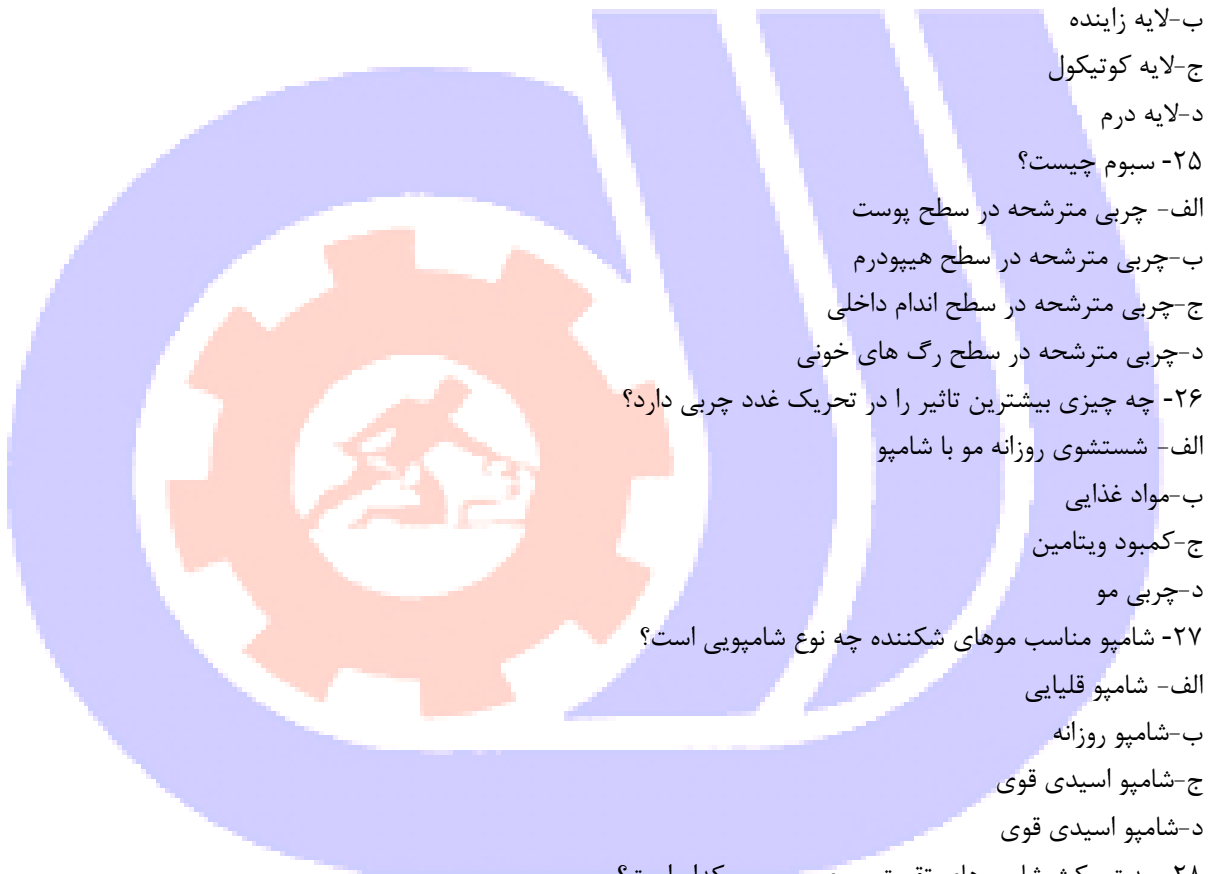 ب-لایه زاینده
ج-لایه کوتیکول
د-لایه درم
۲۵- سبوم چیست؟
الف- چربی مترشحه در سطح پوست
ب-چربی مترشحه در سطح هیپودرم
ج-چربی مترشحه در سطح اندام داخلی
د-چربی مترشحه در سطح رگ های خونی
۲۶- چه چیزی بیشترین تاثیر را در تحریک غدد چربی دارد؟
الف- شستشوی روزانه مو با شامپو
ب-مواد غذایی
ج-کمبود ویتامین
د-چربی مو
۲۷- شامپو مناسب موهای شکننده چه نوع شامپویی است؟
الف- شامپو قلیایی
ب-شامپو روزانه
ج-شامپو اسیدی قوی
د-شامپو اسیدی قوی
۲۸- کدام است؟